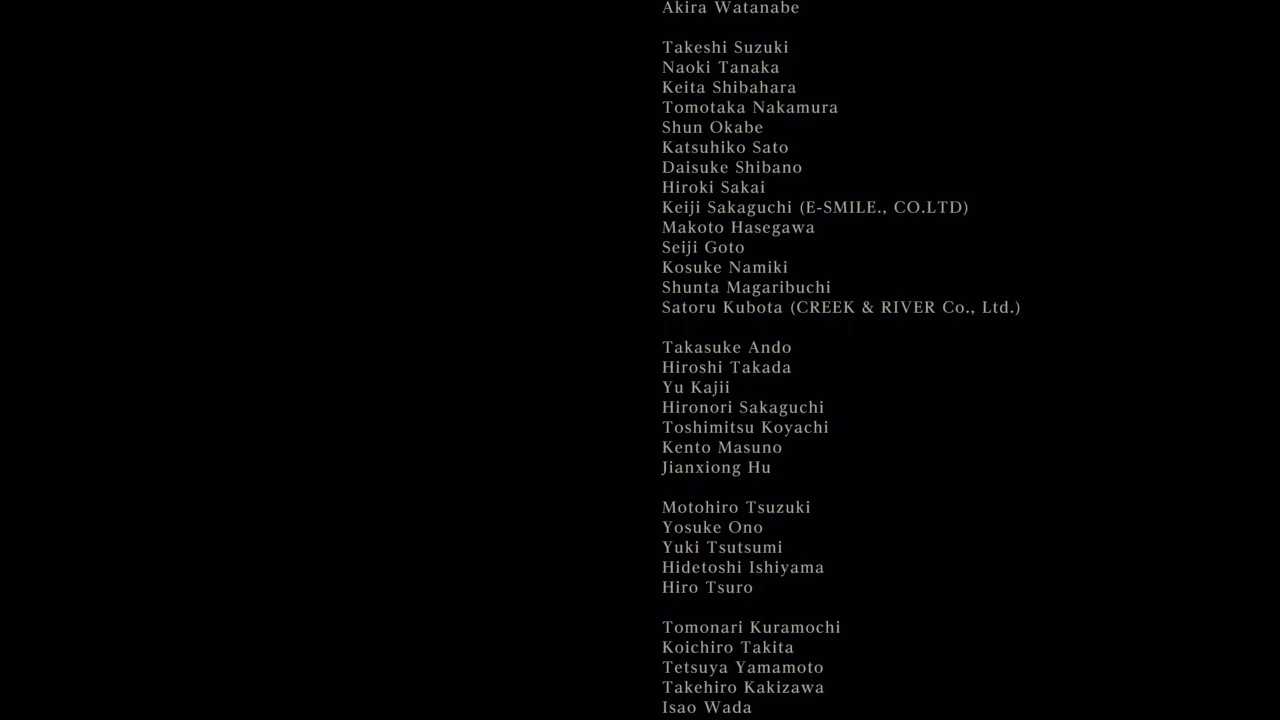 Akira Watanabe
Takeshi Suzuki
Naoki Tanaka
Keita Shibahara
Tomotaka Nakamura
Shun Okabe
Katsuhiko Sato
Daisuke Shibano
Hiroki Sakai
Keiji Sakaguchi (E-SMILE., CO.LTD)
Makoto Hasegawa
Seiji Goto
Kosuke Namiki
Shunta Magaribuchi
Satoru Kubota (CREEK & RIVER Co., Ltd.)
Takasuke Ando
Hiroshi Takada
Yu Kajii
Hironori Sakaguchi
Toshimitsu Koyachi
Kento Masuno
Jianxiong Hu
Motohiro Tsuzuki
Yosuke Ono
Yuki Tsutsumi
Hidetoshi Ishiyama
Hiro Tsuro
Tomonari Kuramochi
Koichiro Takita
Tetsuya Yamamoto
Takehiro Kakizawa
Isao Wada